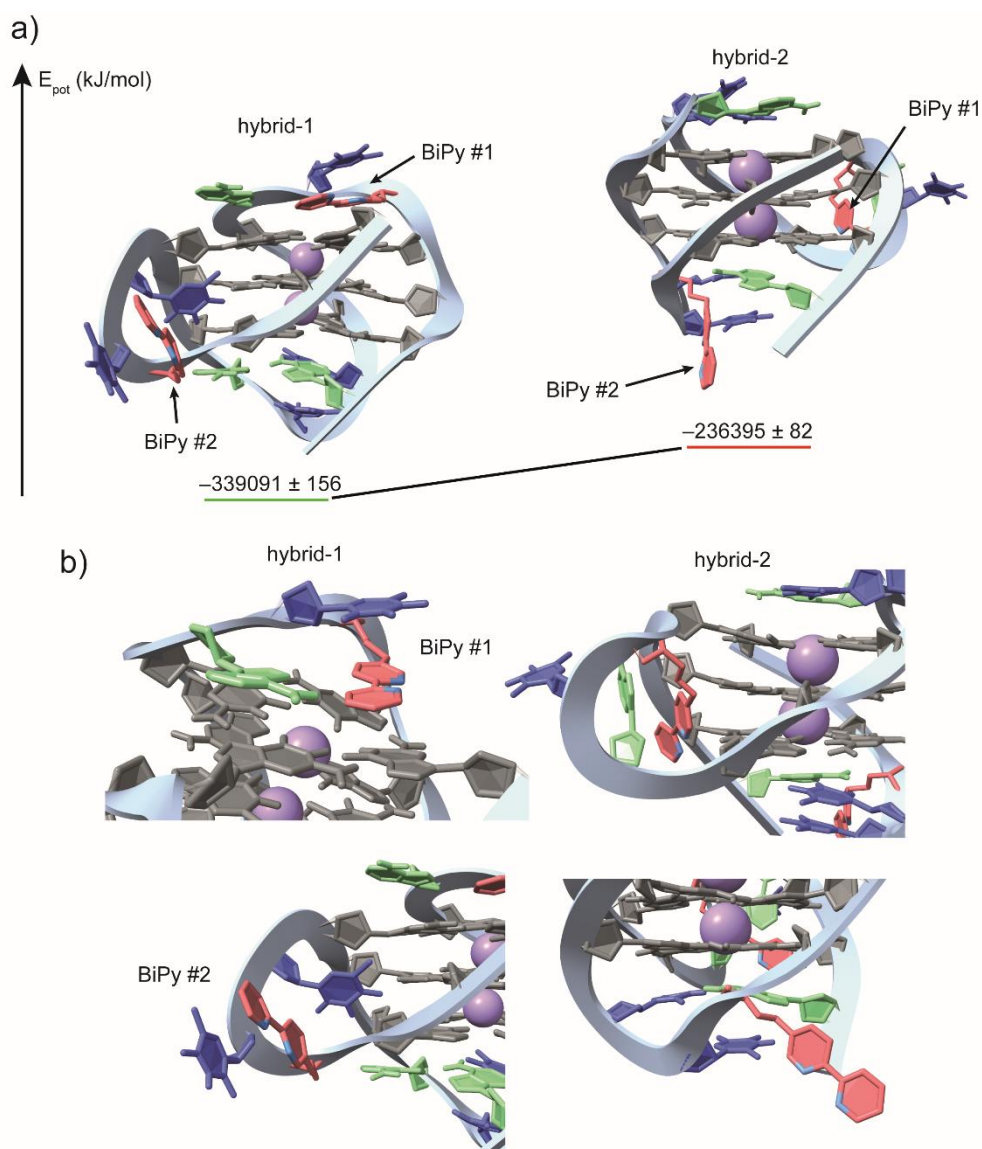 a)
E_pot (kJ/mol)
hybrid-1
hybrid-2
BiPy #1
BiPy #1
BiPy #2
BiPy #2
–339091 ± 156
–236395 ± 82
b)
hybrid-1
hybrid-2
BiPy #1
BiPy #2